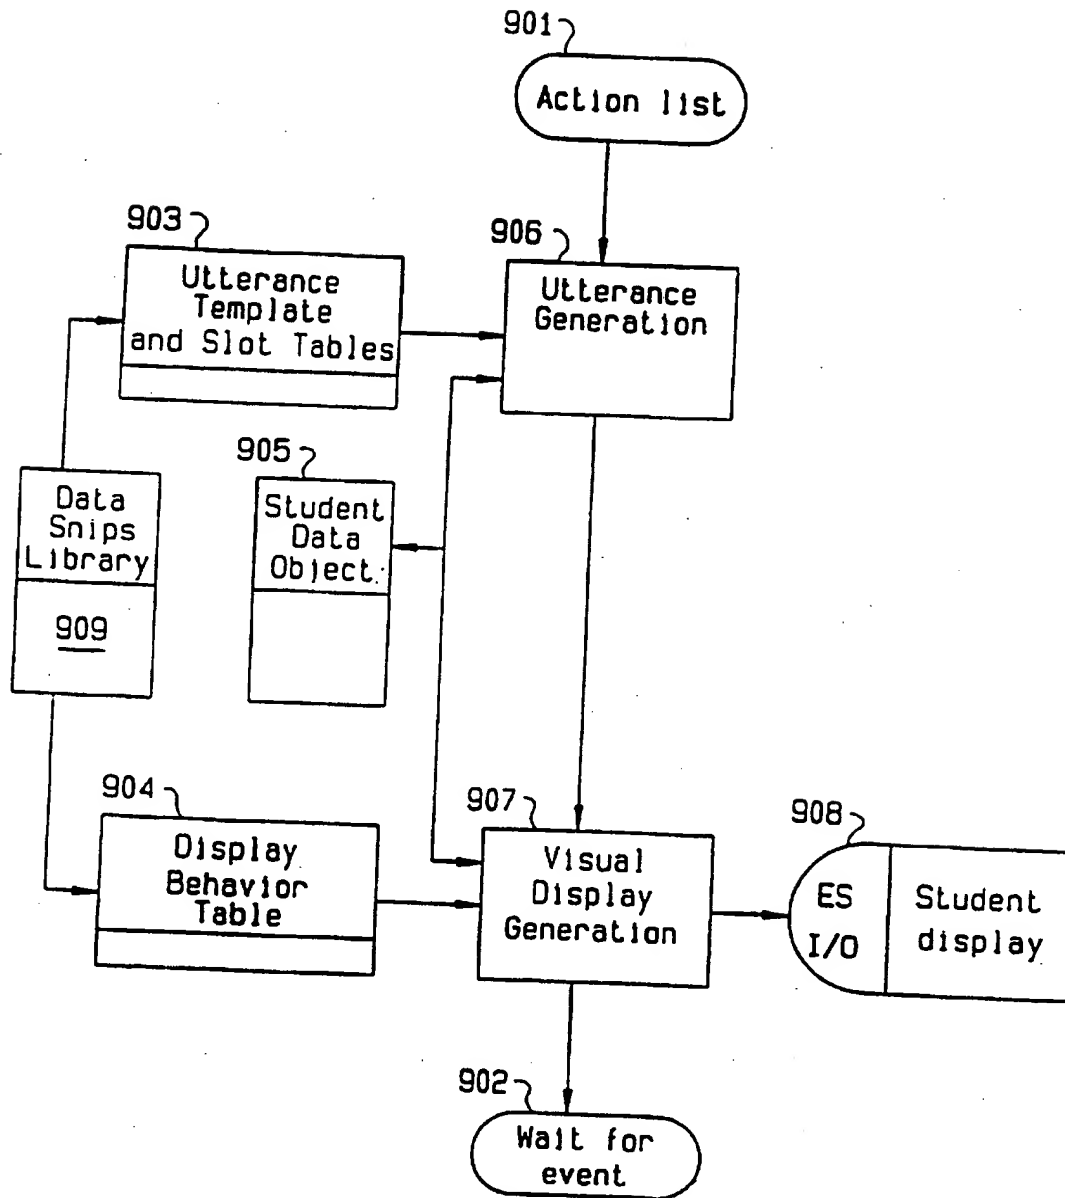 901
Action list
903
Utterance
Template
and Slot Tables
906
Utterance
Generation
905
Student
Data
Object
Data
Snips
Library
909
904
Display
Behavior
Table
907
Visual
Display
Generation
908
ES
I/O
Student
display
902
Wait for
event